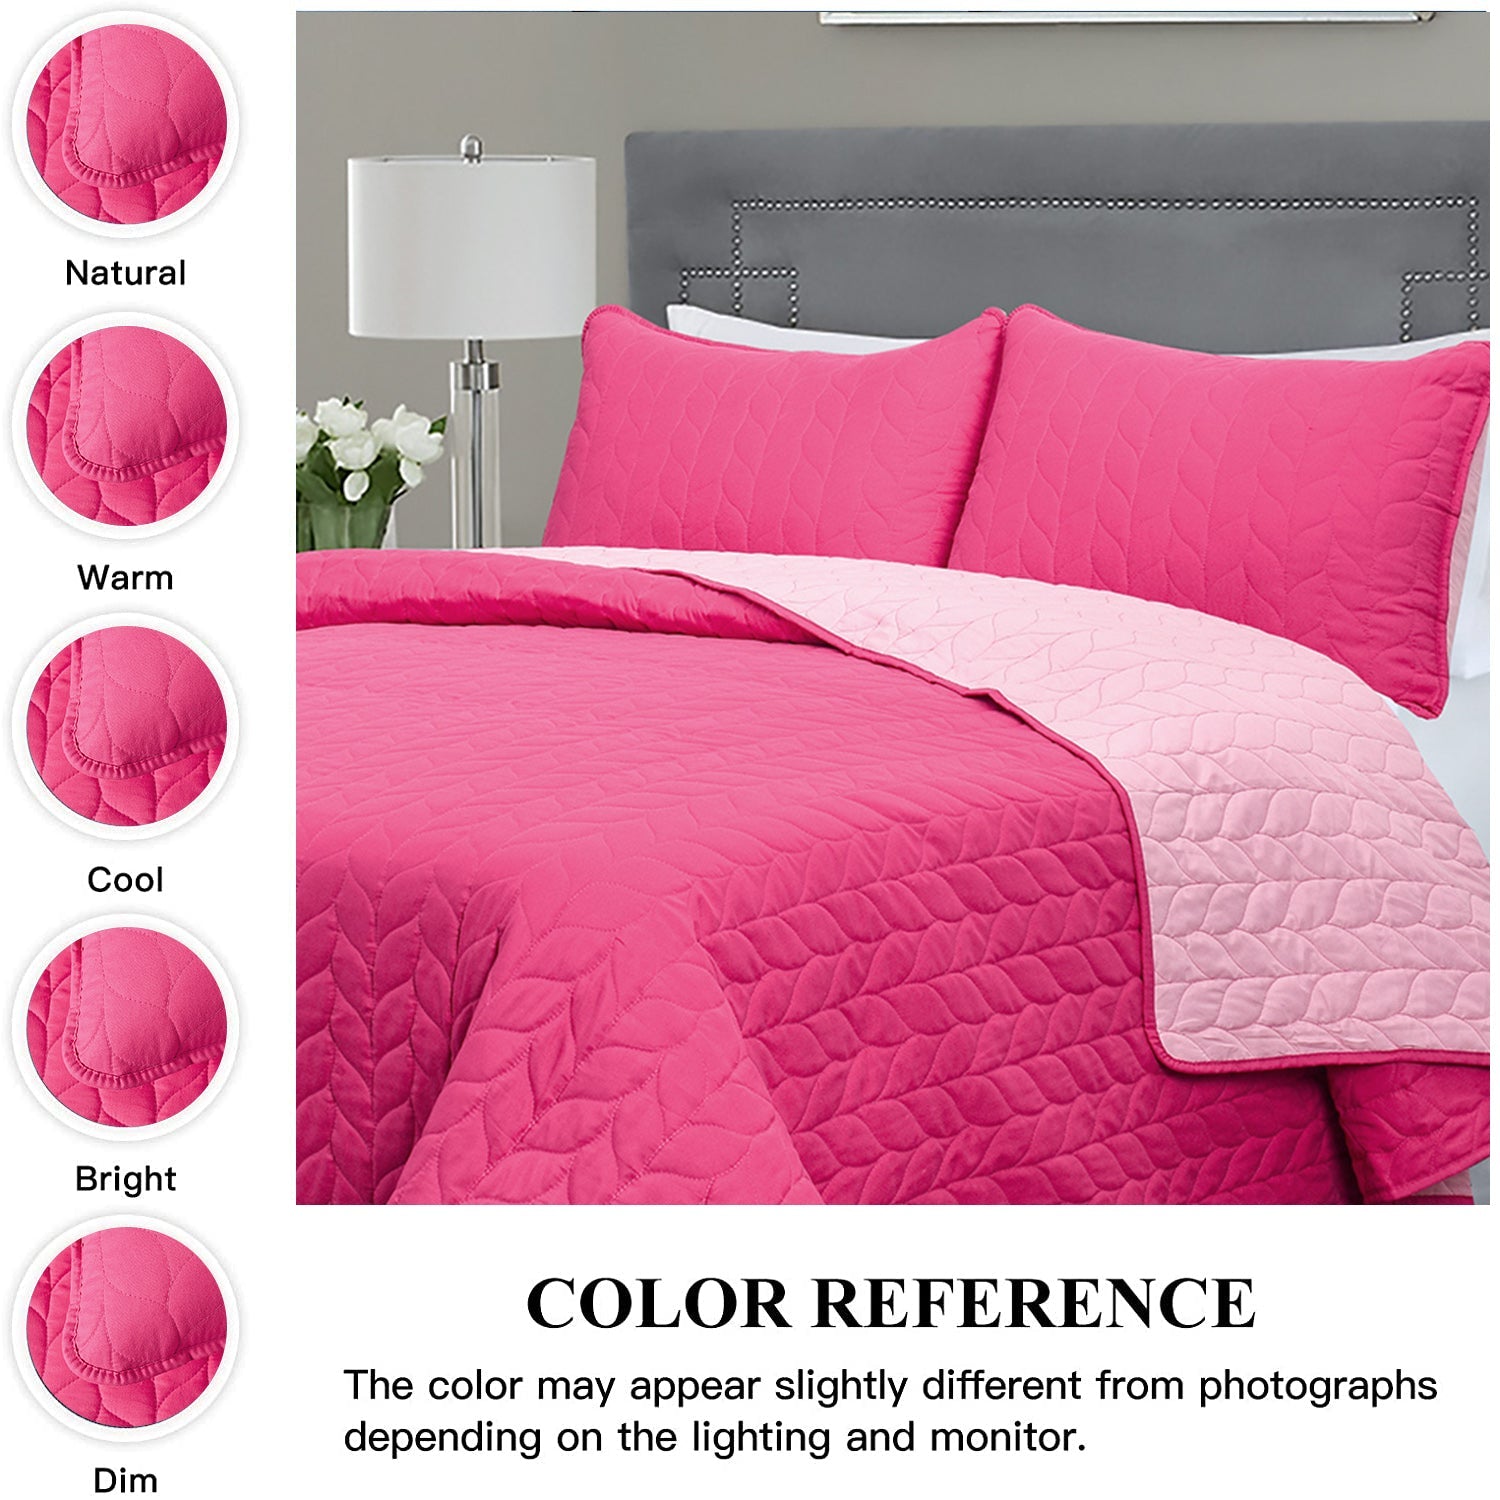 Natural
Warm
Cool
Bright
Dim
COLOR REFERENCE
The color may appear slightly different from photographs
depending on the lighting and monitor.